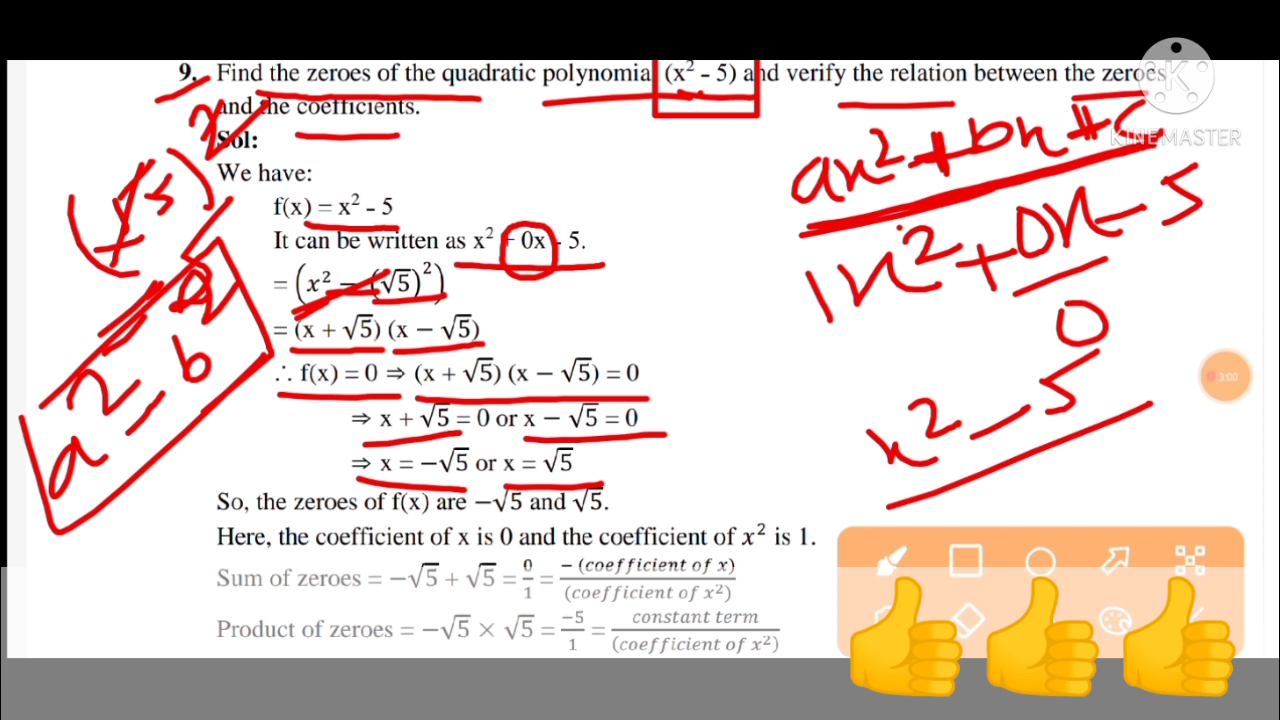 9. Find the zeroes of the quadratic polynomial (x² - 5) and verify the relation between the zeroes
and the coefficients.
Sol:
We have:
f(x) = x² - 5
It can be written as x² + 0x - 5.
= (x² − (√5)²)
= (x + √5) (x − √5)
∴ f(x) = 0 ⇒ (x + √5) (x − √5) = 0
⇒ x + √5 = 0 or x − √5 = 0
⇒ x = −√5 or x = √5
So, the zeroes of f(x) are −√5 and √5.
Here, the coefficient of x is 0 and the coefficient of x² is 1.
Sum of zeroes = −√5 + √5 = 0/1 = − (coefficient of x)/(coefficient of x²)
Product of zeroes = −√5 × √5 = −5/1 = constant term/(coefficient of x²)
ax² + bx + c
1x² + 0x − 5
0
x² − 5
(√5)²
a² − b²
K
KINEMASTER
3:00